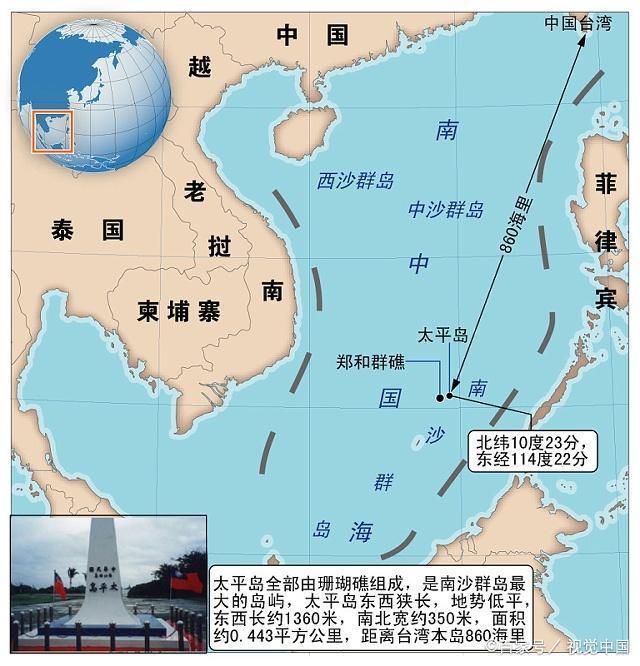 中国
中国台湾
越
南
南
西沙群岛
中沙群岛
860海里
菲
律
宾
老
挝
泰国
中
南
柬埔寨
太平岛
郑和群礁
国
南
沙
群
岛
海
北纬10度23分,
东经114度22分
太平岛
太平岛全部由珊瑚礁组成，是南沙群岛最
大的岛屿，太平岛东西狭长，地势低平，
东西长约1360米，南北宽约350米，面积
约0.443平方公里，距离台湾本岛860海里
百家号／视觉中国